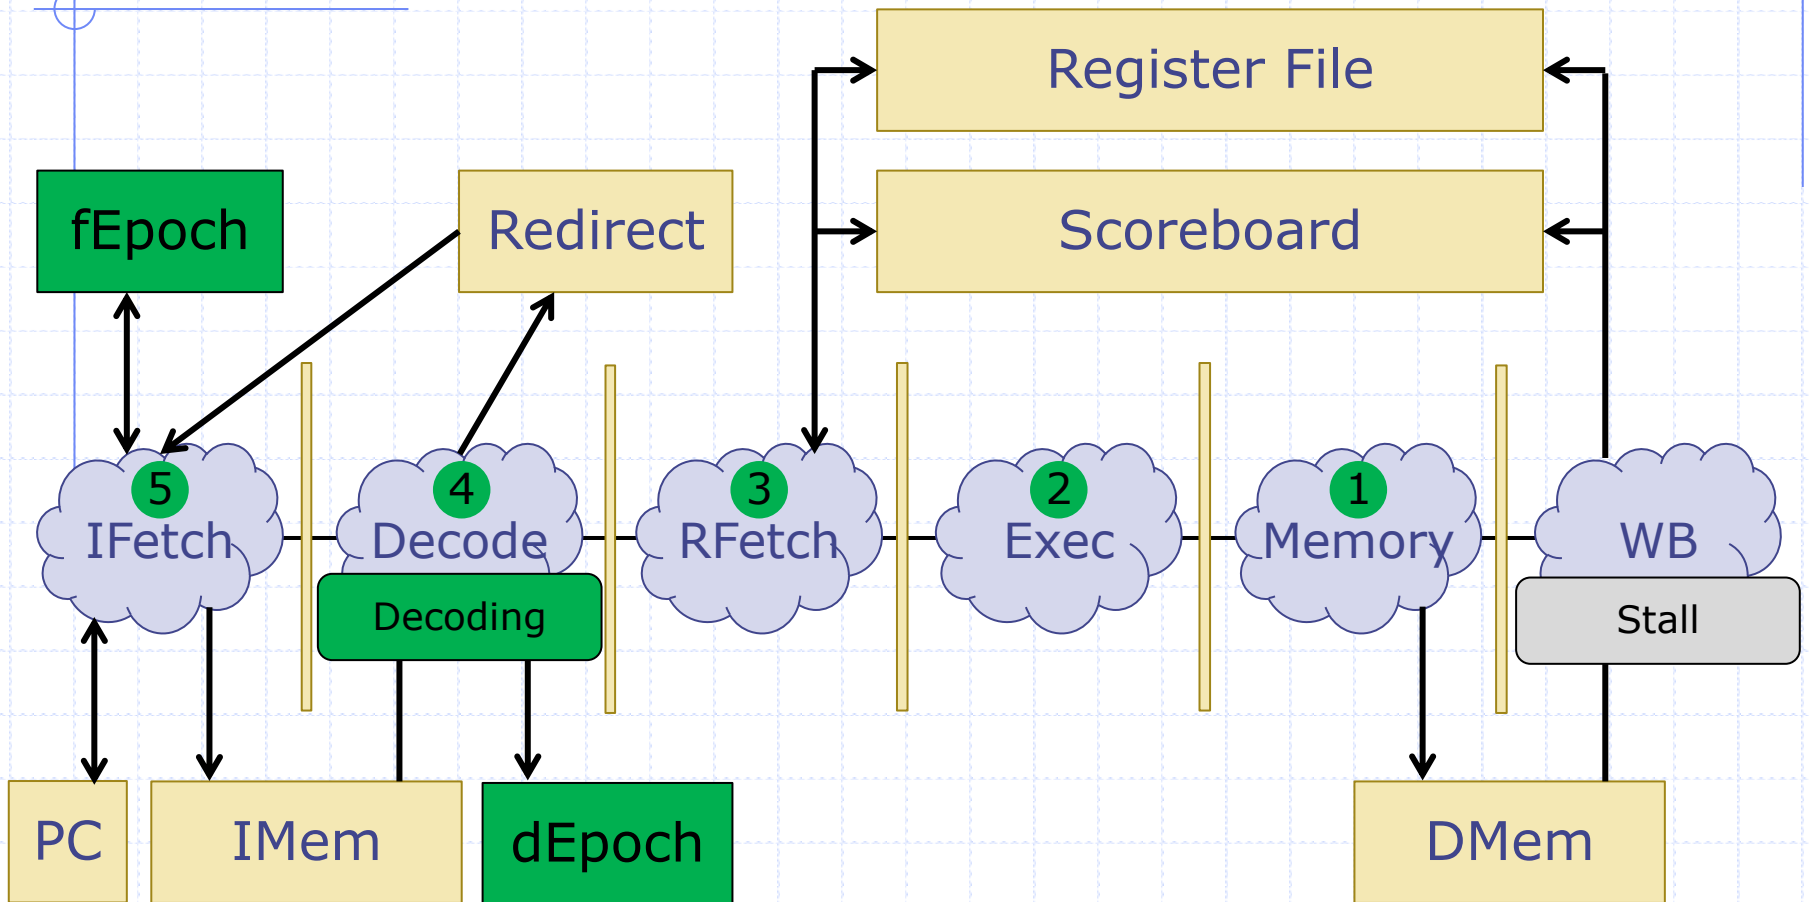 Register File
fEpoch
Redirect
Scoreboard
5
4
3
2
1
IFetch
Decode
RFetch
Exec
Memory
WB
Decoding
Stall
PC
IMem
dEpoch
DMem